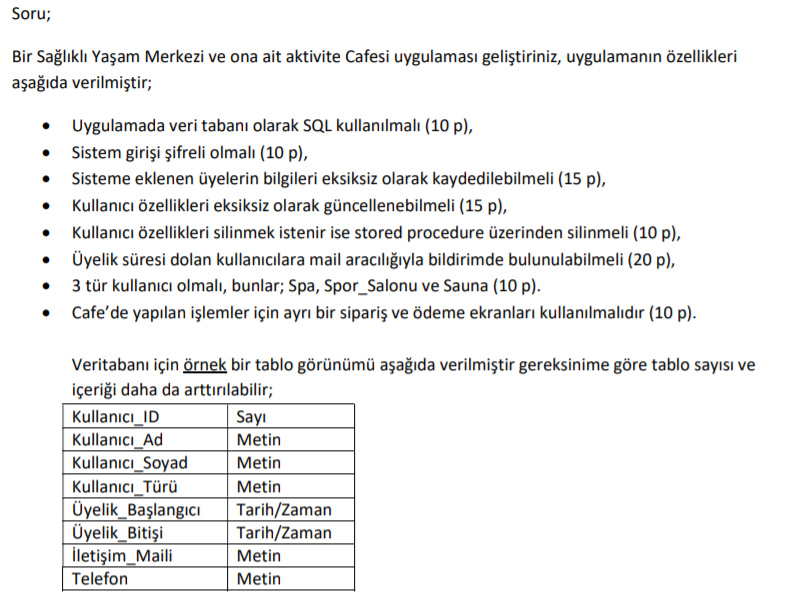 Soru;
Bir Sağlıklı Yaşam Merkezi ve ona ait aktivite Cafesi uygulaması geliştiriniz, uygulamanın özellikleri
aşağıda verilmiştir;
• Uygulamada veri tabanı olarak SQL kullanılmalı (10 p),
• Sistem girişi şifreli olmalı (10 p),
• Sisteme eklenen üyelerin bilgileri eksiksiz olarak kaydedilebilmeli (15 p),
• Kullanıcı özellikleri eksiksiz olarak güncellenebilmeli (15 p),
• Kullanıcı özellikleri silinmek istenir ise stored procedure üzerinden silinmeli (10 p),
• Üyelik süresi dolan kullanıcılara mail aracılığıyla bildirimde bulunulabilmeli (20 p),
• 3 tür kullanıcı olmalı, bunlar; Spa, Spor_Salonu ve Sauna (10 p).
• Cafe’de yapılan işlemler için ayrı bir sipariş ve ödeme ekranları kullanılmalıdır (10 p).
Veritabanı için örnek bir tablo görünümü aşağıda verilmiştir gereksinime göre tablo sayısı ve
içeriği daha da arttırılabilir;
Kullanıcı_ID Sayı
Kullanıcı_Ad Metin
Kullanıcı_Soyad Metin
Kullanıcı_Türü Metin
Üyelik_Başlangıcı Tarih/Zaman
Üyelik_Bitişi Tarih/Zaman
İletişim_Maili Metin
Telefon Metin